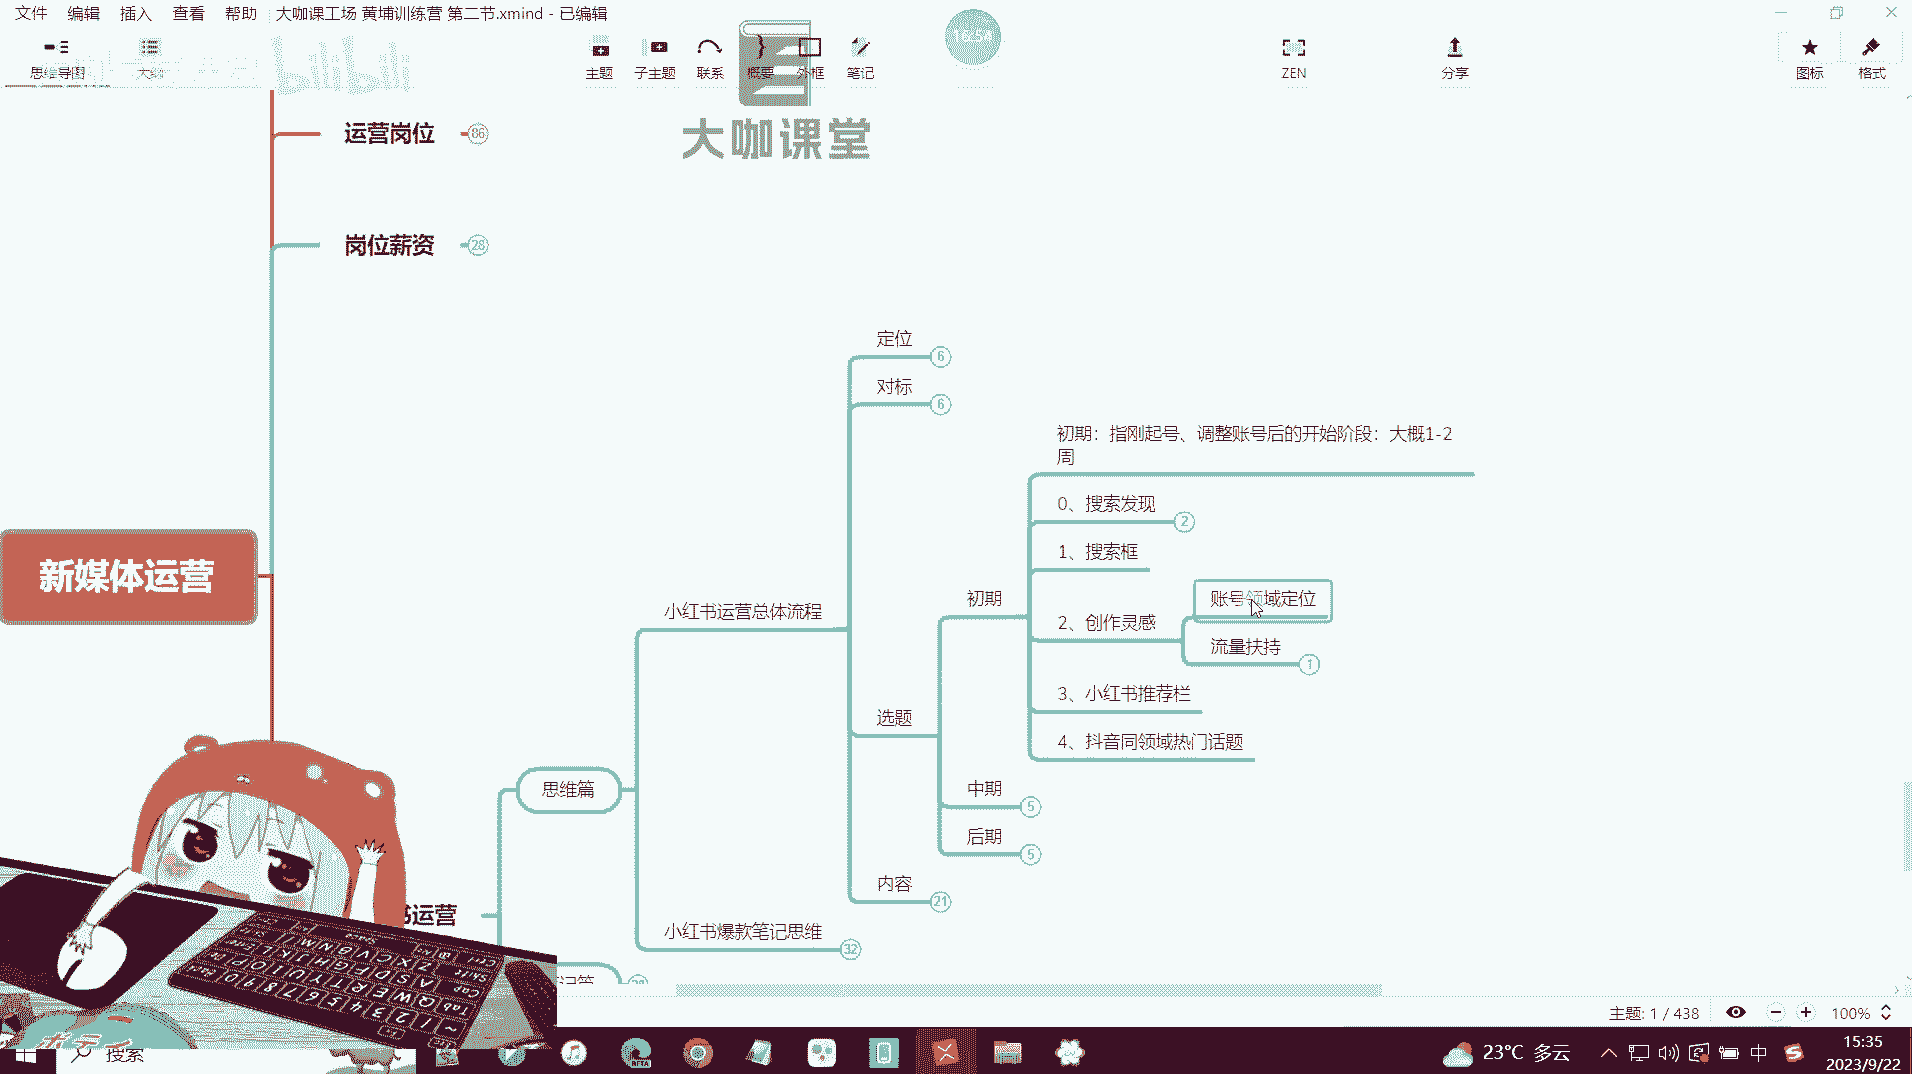 文件 编辑 插入 查看 帮助 大咖课工场 黄埔训练营 第二节.xmind - 已编辑
思维导图 大纲 主题 子主题 联系 概要 外框 笔记 ZEN 分享 图标 格式
bilibili
16:54
大咖课堂
运营岗位 86
岗位薪资 28
新媒体运营
书运营
思维篇
小红书运营总体流程
定位 6
对标 6
选题
初期
初期：指刚起号、调整账号后的开始阶段：大概1-2
周
0、搜索发现 2
1、搜索框
2、创作灵感
账号领域定位
流量扶持 1
3、小红书推荐栏
4、抖音同领域热门话题
中期 5
后期 5
内容 21
小红书爆款笔记思维 32
主题: 1 / 438 100%
搜索
23°C 多云 中
15:35
2023/9/22